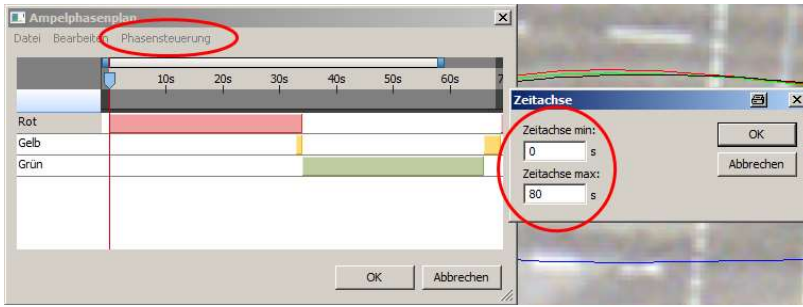 Ampelphasenplan
Datei Bearbeiten Phasensteuerung
10s 20s 30s 40s 50s 60s 7
Rot
Gelb
Grün
OK Abbrechen
Zeitachse
Zeitachse min:
0 s
OK
Zeitachse max:
80 s
Abbrechen